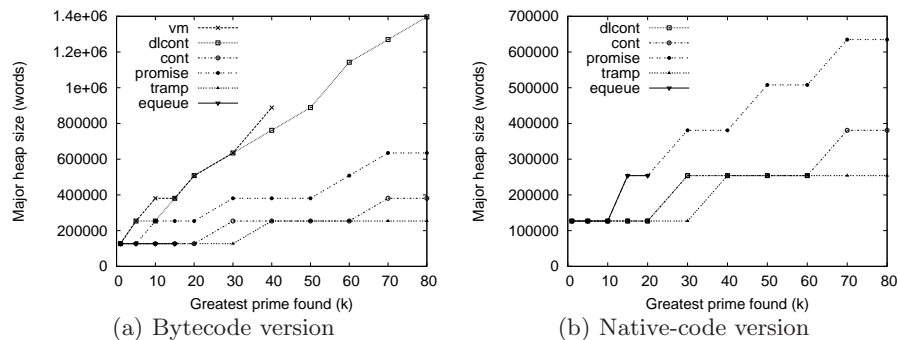 1.4e+06
1.2e+06
1e+06
800000
600000
400000
200000
0
Major heap size (words)
vm
dlcont
cont
promise
tramp
equeue
0 10 20 30 40 50 60 70 80
Greatest prime found (k)
(a) Bytecode version
700000
600000
500000
400000
300000
200000
100000
0
Major heap size (words)
dlcont
cont
promise
tramp
equeue
0 10 20 30 40 50 60 70 80
Greatest prime found (k)
(b) Native-code version